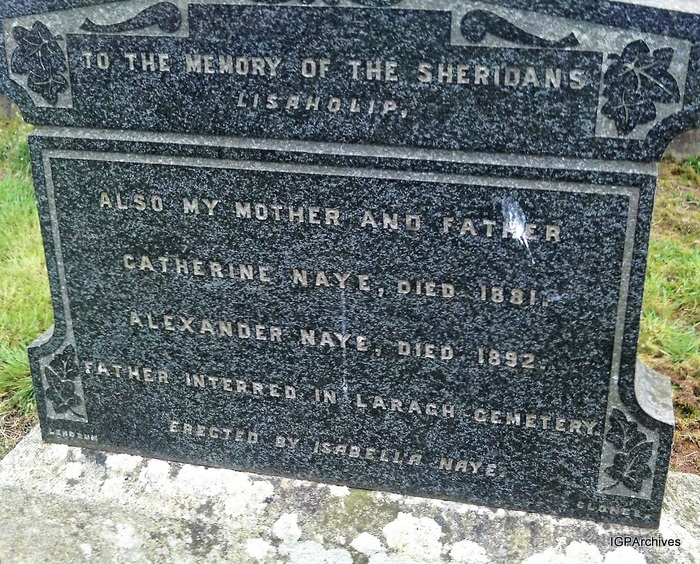 TO THE MEMORY OF THE SHERIDANS
LISAHOLIP,
ALSO MY MOTHER AND FATHER
CATHERINE NAYE, DIED 1881.
ALEXANDER NAYE, DIED 1892.
FATHER INTERRED IN LARAGH CEMETERY.
ERECTED BY ISABELLA NAYE.
CLONES
IGPArchives